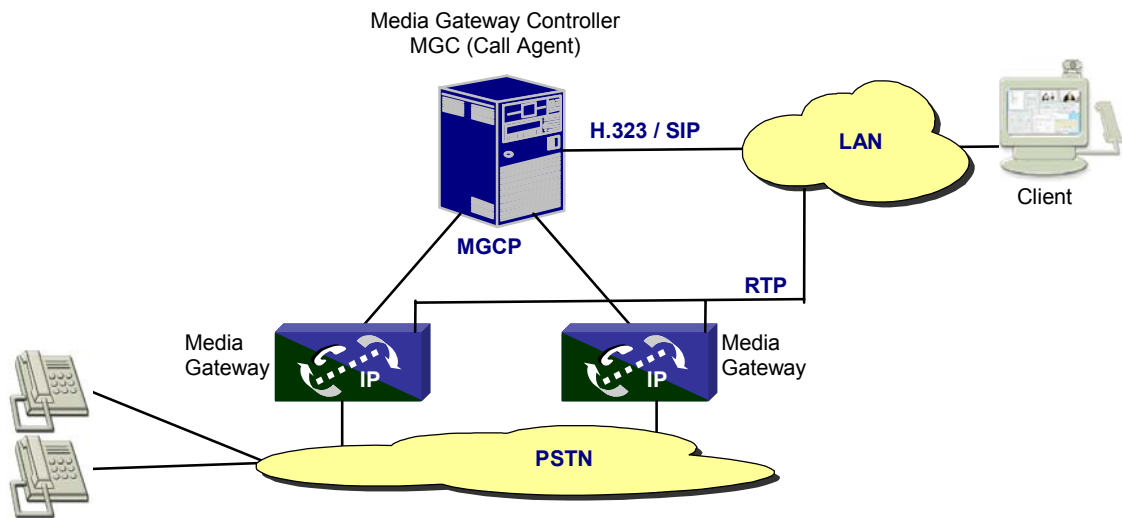 Media Gateway Controller
MGC (Call Agent)
H.323 / SIP
LAN
Client
MGCP
RTP
Media
Gateway
IP
IP
Media
Gateway
PSTN